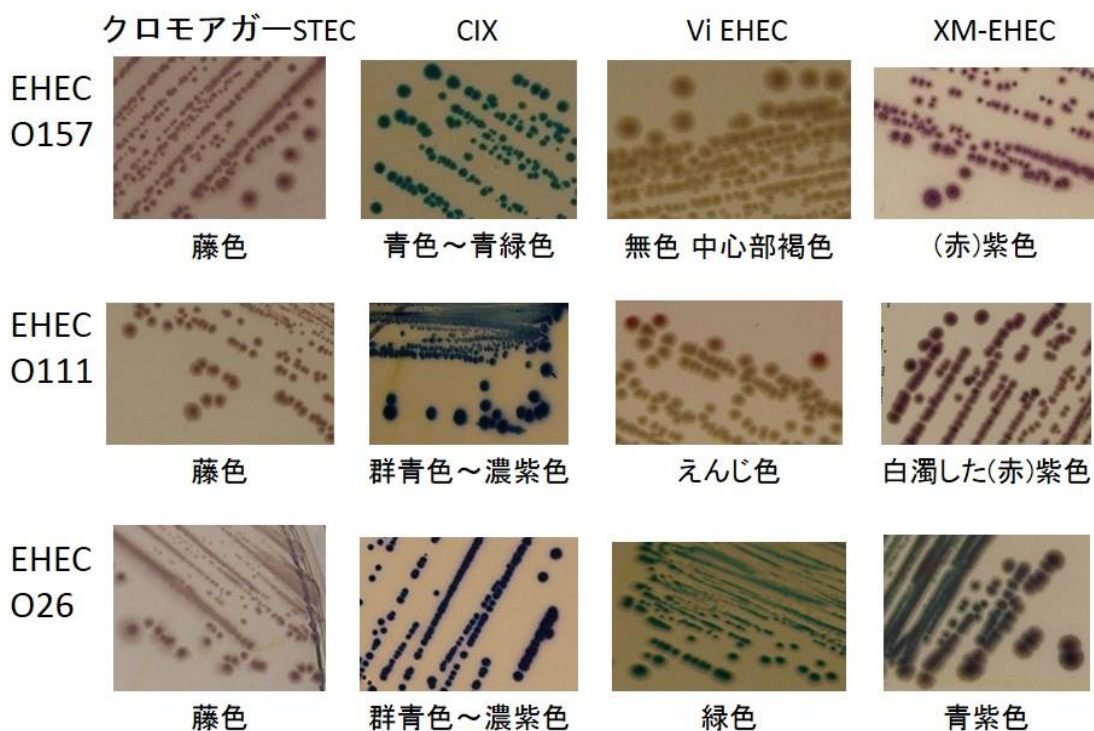 クロモアガーSTEC CIX Vi EHEC XM-EHEC
EHEC
O157
藤色 青色～青緑色 無色 中心部褐色 (赤)紫色
EHEC
O111
藤色 群青色～濃紫色 えんじ色 白濁した(赤)紫色
EHEC
O26
藤色 群青色～濃紫色 緑色 青紫色